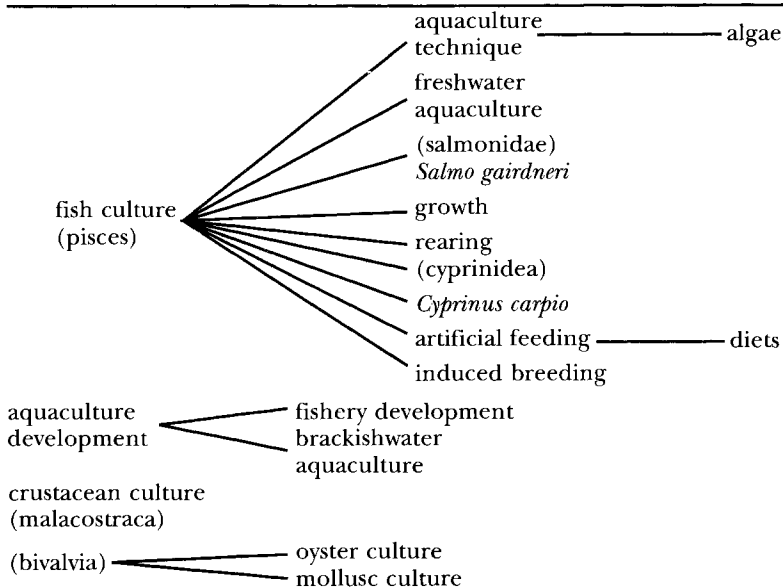 aquaculture
technique
algae
freshwater
aquaculture
(salmonidae)
Salmo gairdneri
fish culture
(pisces)
growth
rearing
(cyprinidea)
Cyprinus carpio
artificial feeding
diets
induced breeding
aquaculture
development
fishery development
brackishwater
aquaculture
crustacean culture
(malacostraca)
(bivalvia)
oyster culture
mollusc culture